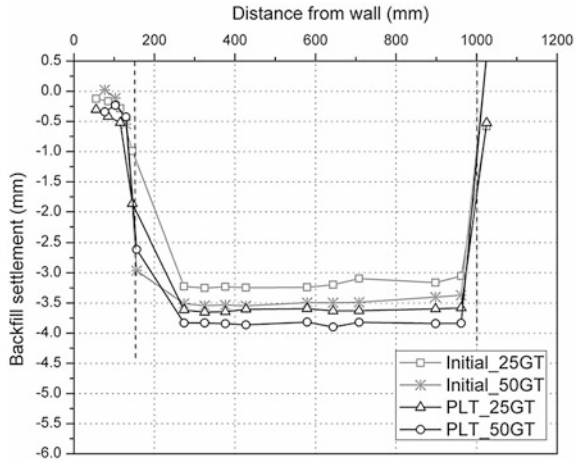 Distance from wall (mm)
0 200 400 600 800 1000 1200
0.5
0.0
-0.5
-1.0
-1.5
-2.0
-2.5
-3.0
-3.5
-4.0
-4.5
-5.0
-5.5
-6.0
Backfill settlement (mm)
Initial_25GT
Initial_50GT
PLT_25GT
PLT_50GT